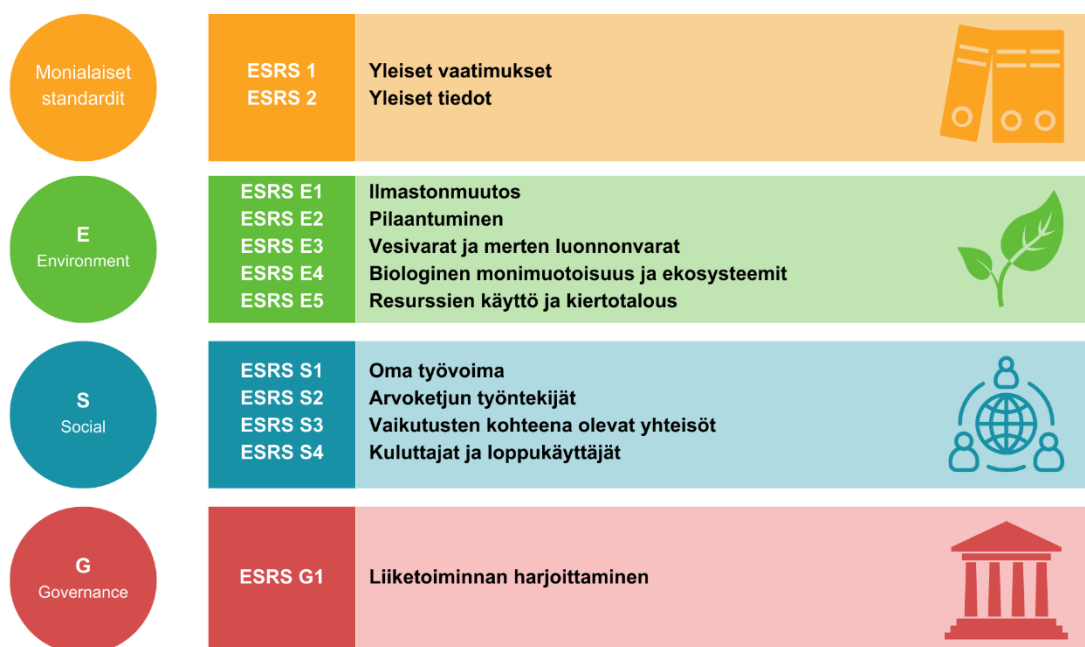 Monialaiset
standardit
ESRS 1 Yleiset vaatimukset
ESRS 2 Yleiset tiedot
E
Environment
ESRS E1 Ilmastonmuutos
ESRS E2 Pilaantuminen
ESRS E3 Vesivarat ja merten luonnonvarat
ESRS E4 Biologinen monimuotoisuus ja ekosysteemit
ESRS E5 Resurssien käyttö ja kiertotalous
S
Social
ESRS S1 Oma työvoima
ESRS S2 Arvoketjun työntekijät
ESRS S3 Vaikutusten kohteena olevat yhteisöt
ESRS S4 Kuluttajat ja loppukäyttäjät
G
Governance
ESRS G1 Liiketoiminnan harjoittaminen